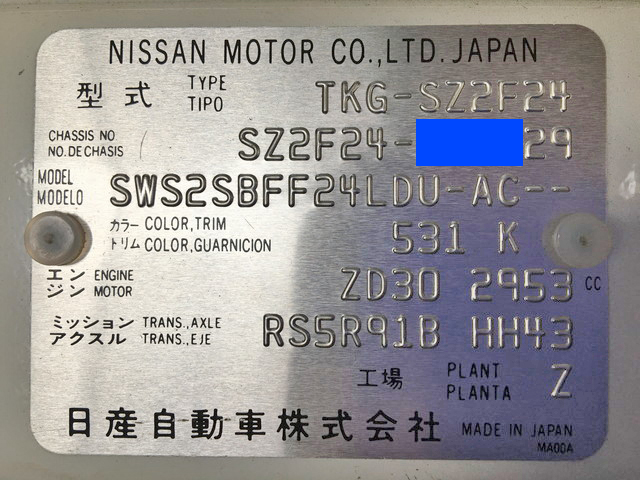 NISSAN MOTOR CO.,LTD. JAPAN
型式 TYPE TIPO TKG-SZ2F24
CHASSIS NO NO. DE CHASIS SZ2F24- 29
MODEL MODELO SWS2SBFF24LDU-AC--
カラー COLOR,TRIM
トリム COLOR,GUARNICION 531 K
エンジン ENGINE MOTOR ZD30 2953 CC
ミッション TRANS.,AXLE
アクスル TRANS.,EJE RS5R91B HH43
工場 PLANT PLANTA Z
日産自動車株式会社 MADE IN JAPAN
MA00A